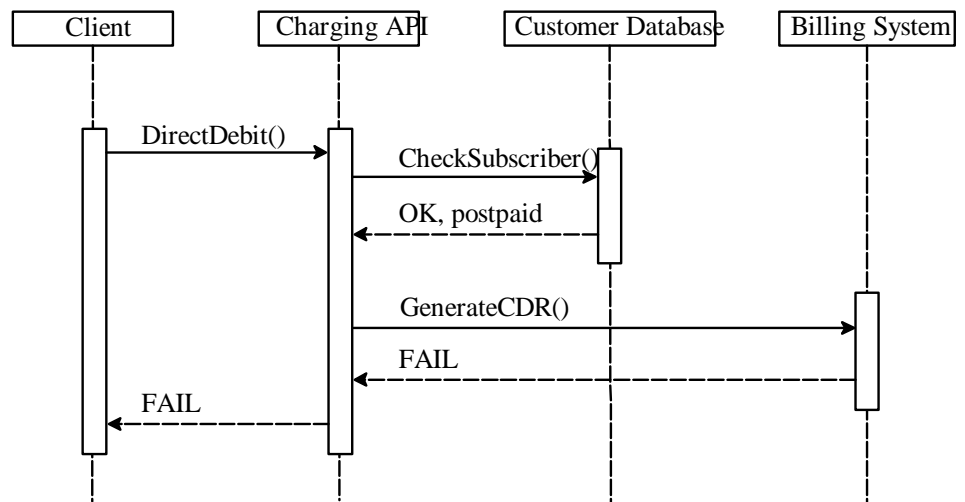 Client
Charging API
Customer Database
Billing System
DirectDebit()
CheckSubscriber()
OK, postpaid
GenerateCDR()
FAIL
FAIL